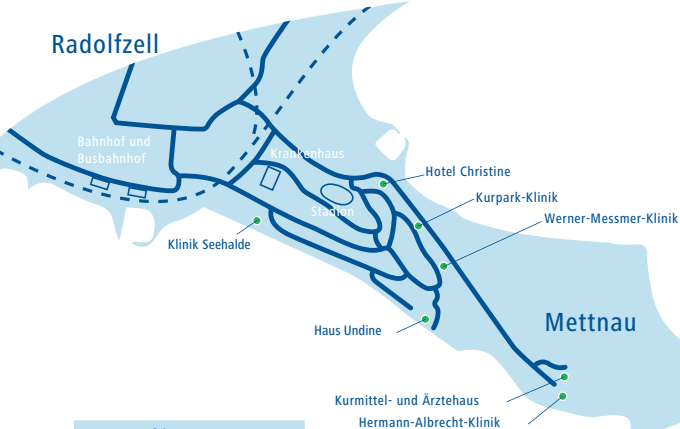 Radolfzell
Bahnhof und
Busbahnhof
Krankenhaus
Hotel Christine
Kurpark-Klinik
Stadion
Werner-Messmer-Klinik
Klinik Seehalde
Mettnau
Haus Undine
Kurmittel- und Ärztehaus
Hermann-Albrecht-Klinik